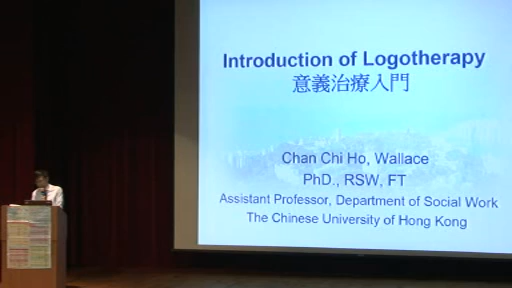 Introduction of Logotherapy
意義治療入門
Chan Chi Ho, Wallace
PhD., RSW, FT
Assistant Professor, Department of Social Work
The Chinese University of Hong Kong